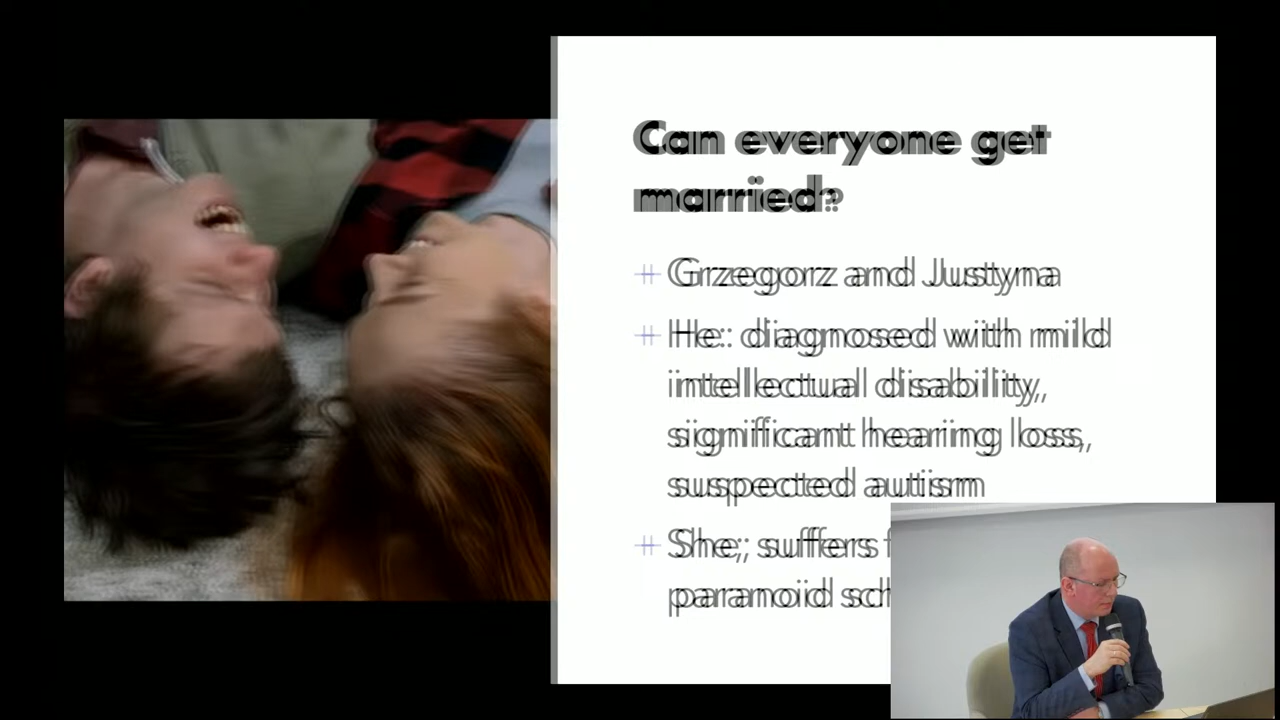 Can everyone get
married?
+ Grzegorz and Justyna
+ He: diagnosed with mild
intellectual disability,
significant hearing loss,
suspected autism
+ She; suffers
paranoid